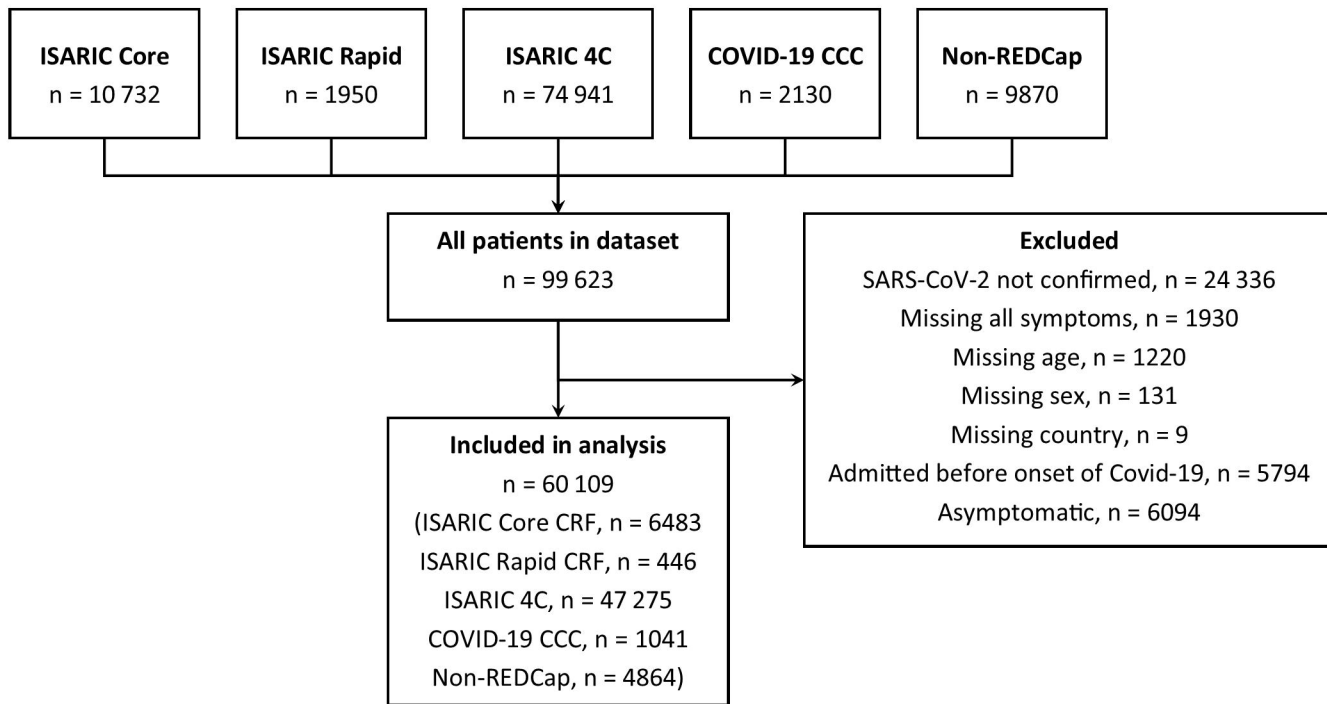 ISARIC Core
n = 10 732
ISARIC Rapid
n = 1950
ISARIC 4C
n = 74 941
COVID-19 CCC
n = 2130
Non-REDCap
n = 9870
All patients in dataset
n = 99 623
Excluded
SARS-CoV-2 not confirmed, n = 24 336
Missing all symptoms, n = 1930
Missing age, n = 1220
Missing sex, n = 131
Missing country, n = 9
Admitted before onset of Covid-19, n = 5794
Asymptomatic, n = 6094
Included in analysis
n = 60 109
(ISARIC Core CRF, n = 6483
ISARIC Rapid CRF, n = 446
ISARIC 4C, n = 47 275
COVID-19 CCC, n = 1041
Non-REDCap, n = 4864)